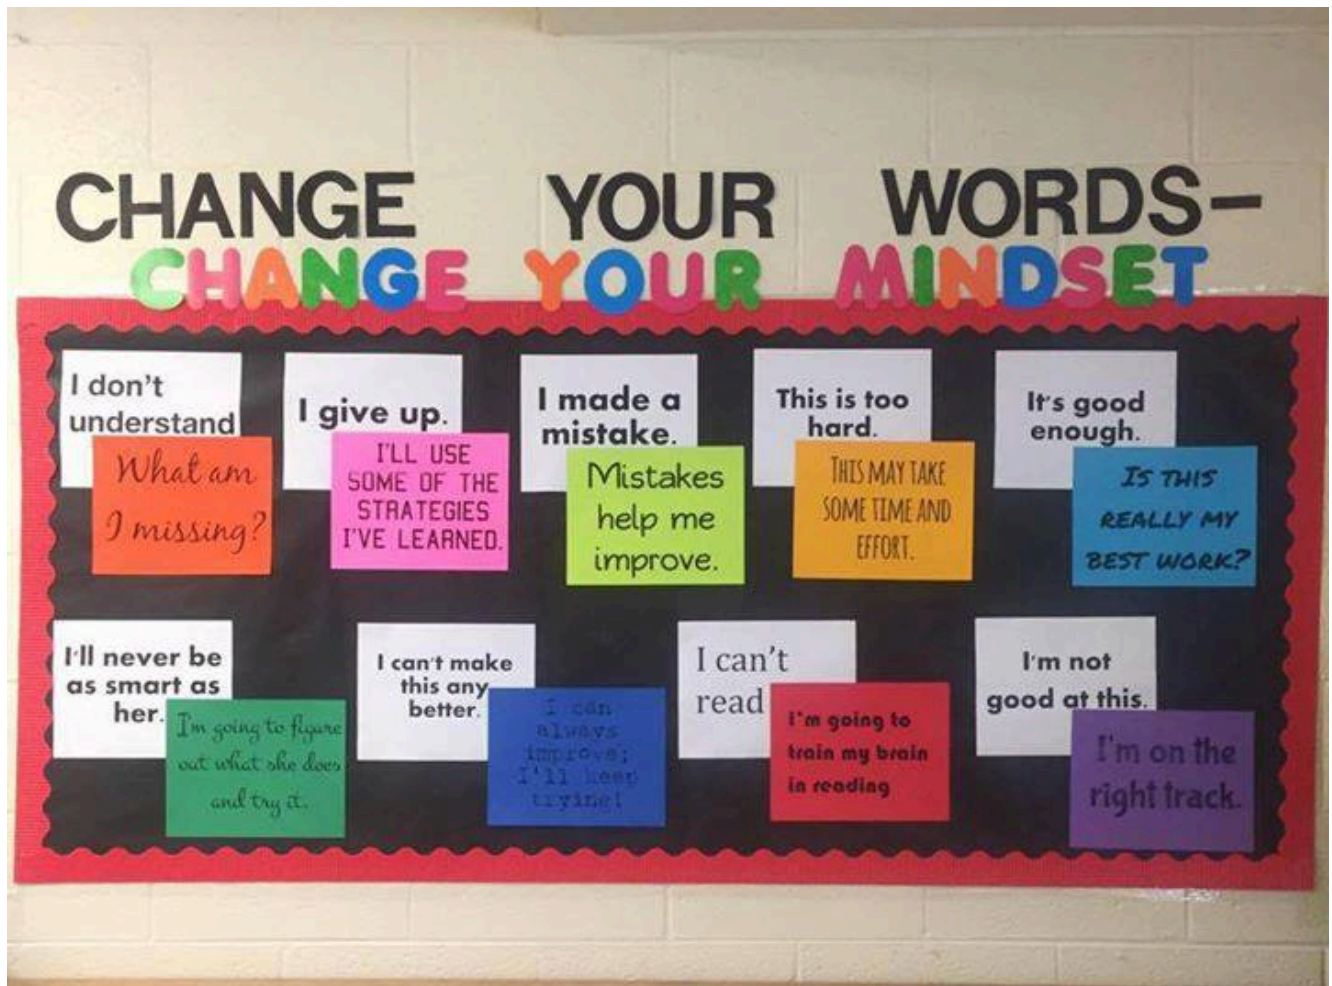 CHANGE YOUR WORDS-
CHANGE YOUR MINDSET
I don't
understand
What am
I missing?
I give up.
I'LL USE
SOME OF THE
STRATEGIES
I'VE LEARNED.
I made a
mistake.
Mistakes
help me
improve.
This is too
hard.
THIS MAY TAKE
SOME TIME AND
EFFORT.
It's good
enough.
IS THIS
REALLY MY
BEST WORK?
I'll never be
as smart as
her.
I'm going to figure
out what she does
and try it.
I can't make
this any
better.
I can
always
improve;
I'll keep
trying!
I can't
read
I'm going to
train my brain
in reading
I'm not
good at this.
I'm on the
right track.